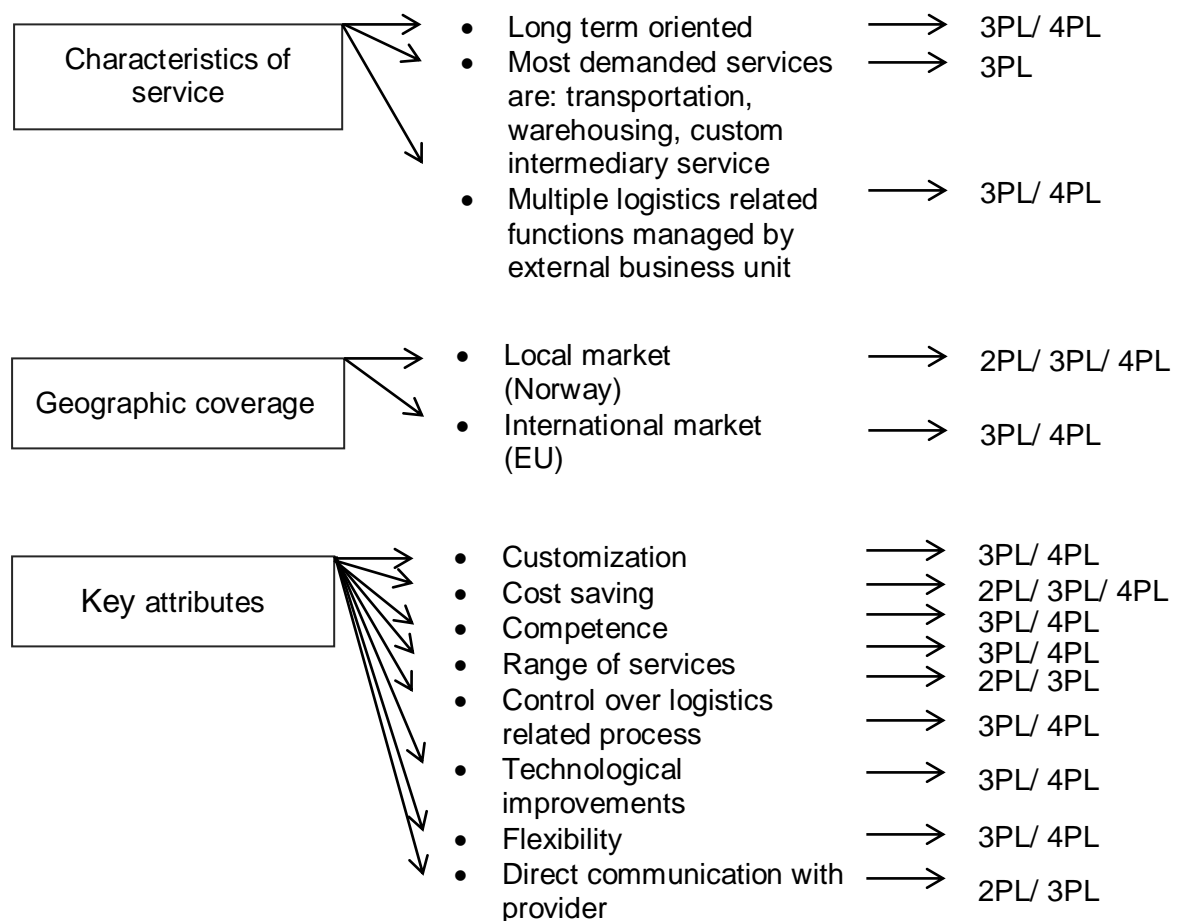 Characteristics of
service
• Long term oriented
3PL/ 4PL
• Most demanded services
are: transportation,
warehousing, custom
intermediary service
3PL
• Multiple logistics related
functions managed by
external business unit
3PL/ 4PL
Geographic coverage
• Local market
(Norway)
2PL/ 3PL/ 4PL
• International market
(EU)
3PL/ 4PL
Key attributes
• Customization
3PL/ 4PL
• Cost saving
2PL/ 3PL/ 4PL
• Competence
3PL/ 4PL
• Range of services
3PL/ 4PL
• Control over logistics
related process
2PL/ 3PL
3PL/ 4PL
• Technological
improvements
3PL/ 4PL
• Flexibility
3PL/ 4PL
• Direct communication with
provider
2PL/ 3PL